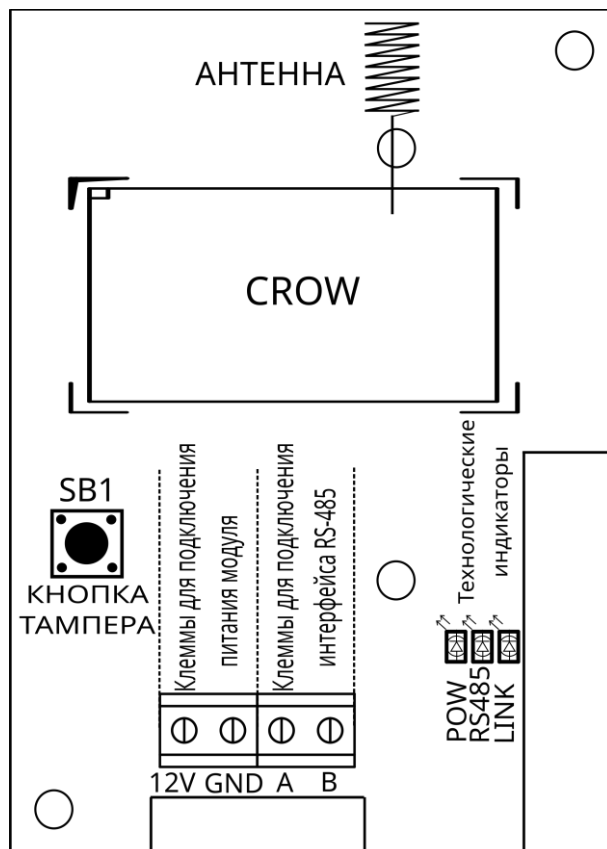 АНТЕННА
CROW
SB1
КНОПКА
ТАМПЕРА
Клеммы для подключения
питания модуля
Клеммы для подключения
интерфейса RS-485
Технологические
индикаторы
POW
RS485
LINK
12V GND A B